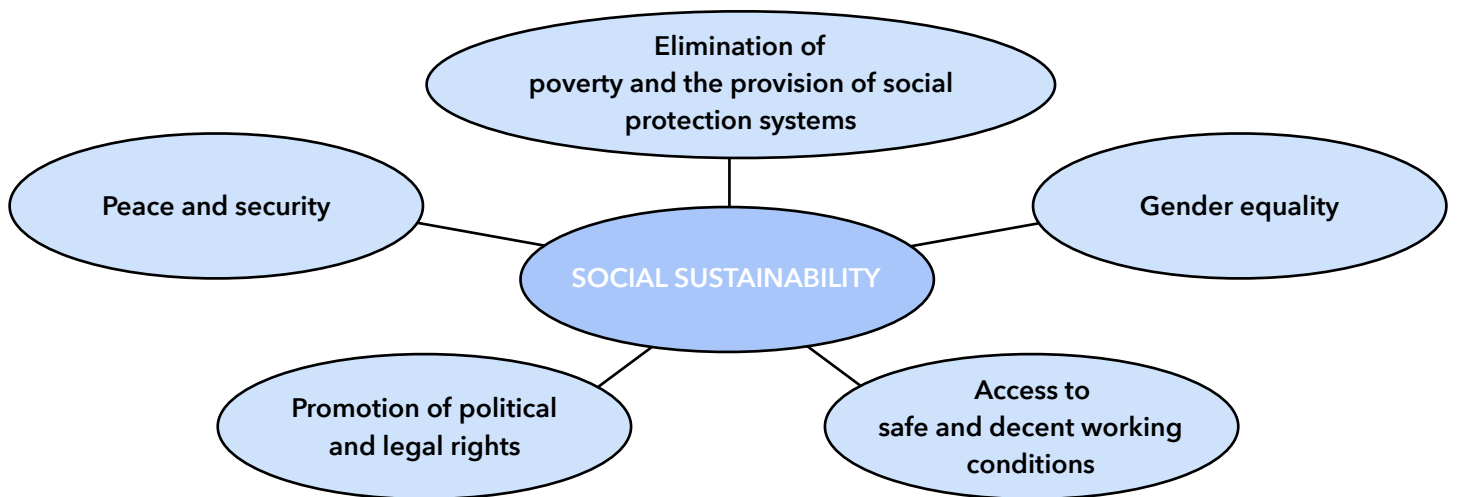 Elimination of
poverty and the provision of social
protection systems
Peace and security
Gender equality
SOCIAL SUSTAINABILITY
Promotion of political
and legal rights
Access to
safe and decent working
conditions